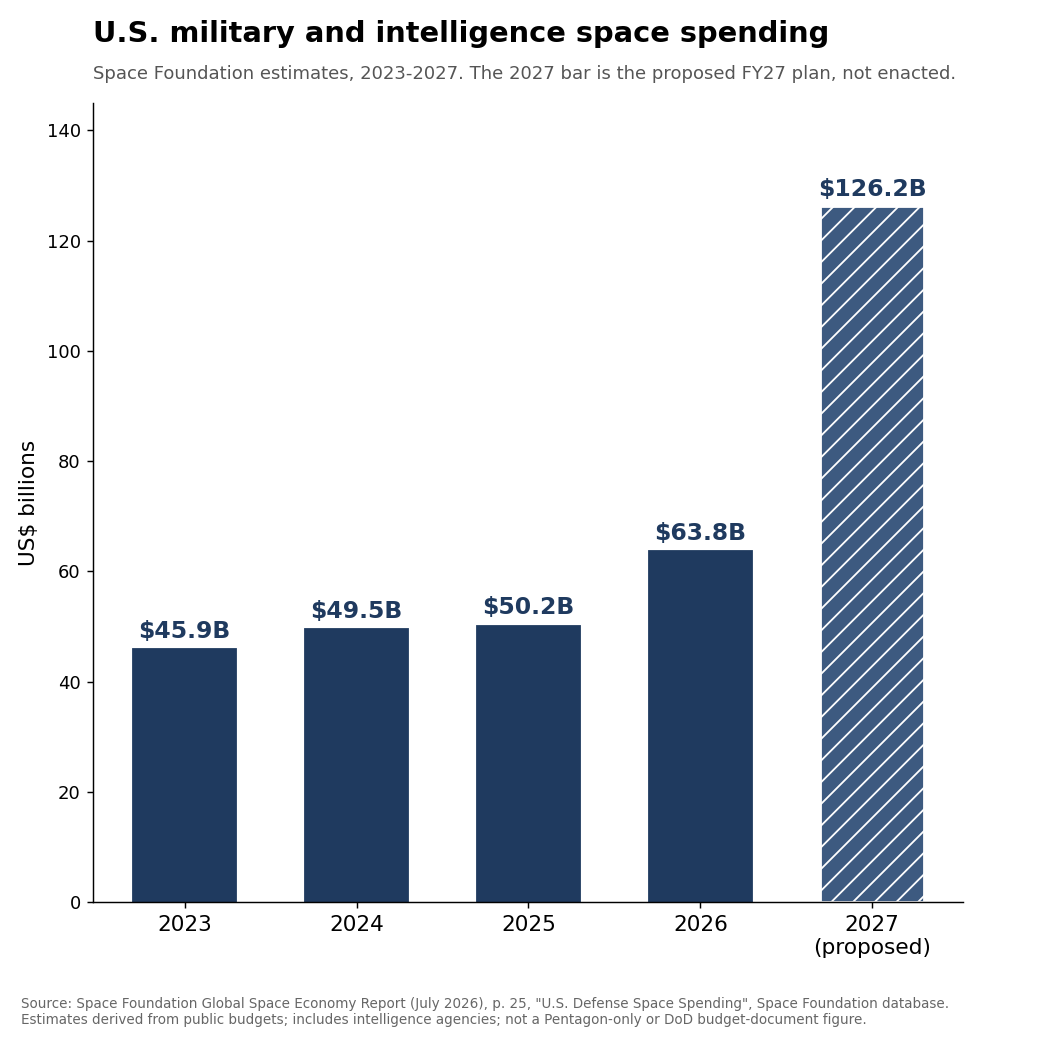 U.S. military and intelligence space spending
Space Foundation estimates, 2023-2027. The 2027 bar is the proposed FY27 plan, not enacted.
US$ billions
140
120
100
80
60
40
20
0
$45.9B
$49.5B
$50.2B
$63.8B
$126.2B
2023
2024
2025
2026
2027
(proposed)
Source: Space Foundation Global Space Economy Report (July 2026), p. 25, "U.S. Defense Space Spending", Space Foundation database.
Estimates derived from public budgets; includes intelligence agencies; not a Pentagon-only or DoD budget-document figure.